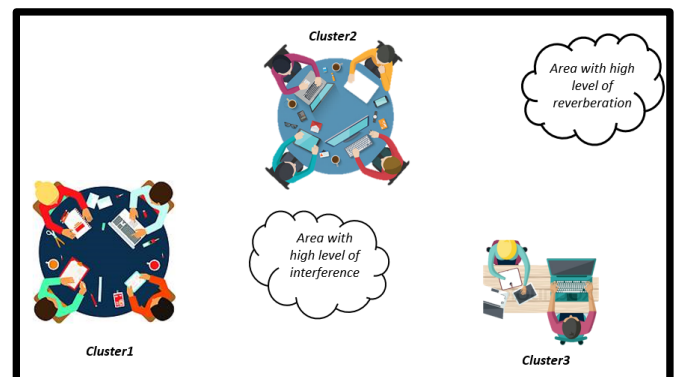 Cluster2
Area with high
level of
reverberation
Area with
high level of
interference
Cluster1
Cluster3